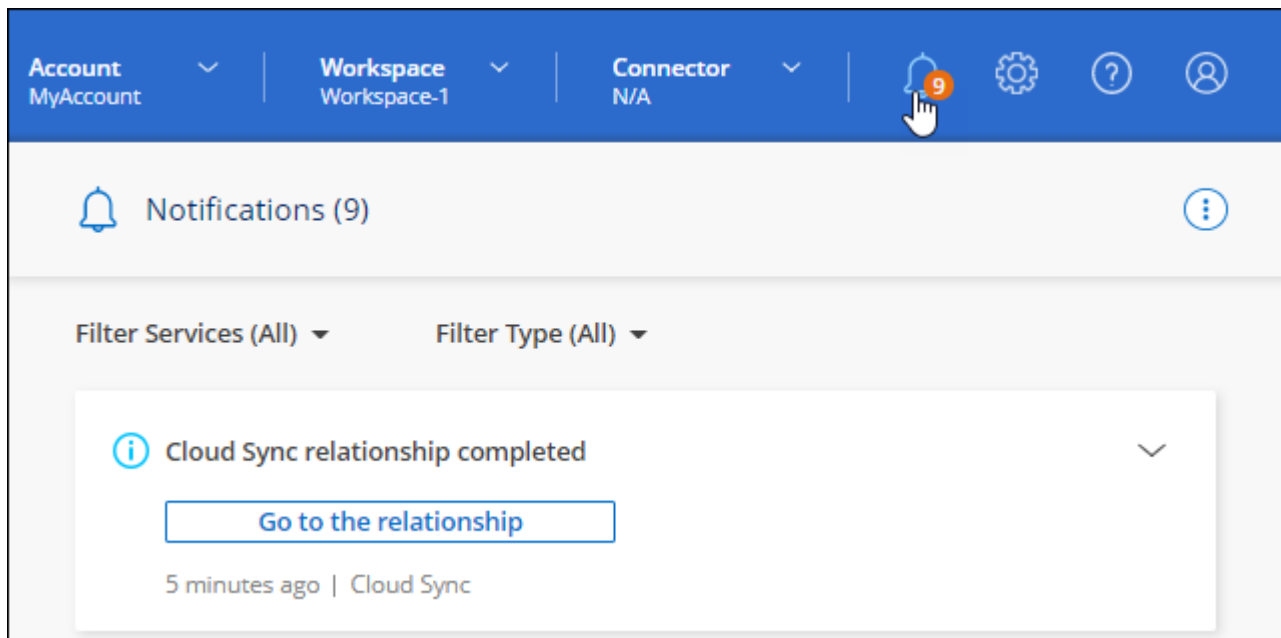 Account Workspace Connector
MyAccount Workspace-1 N/A
9
?
Notifications (9)
Filter Services (All) Filter Type (All)
i Cloud Sync relationship completed
Go to the relationship
5 minutes ago | Cloud Sync